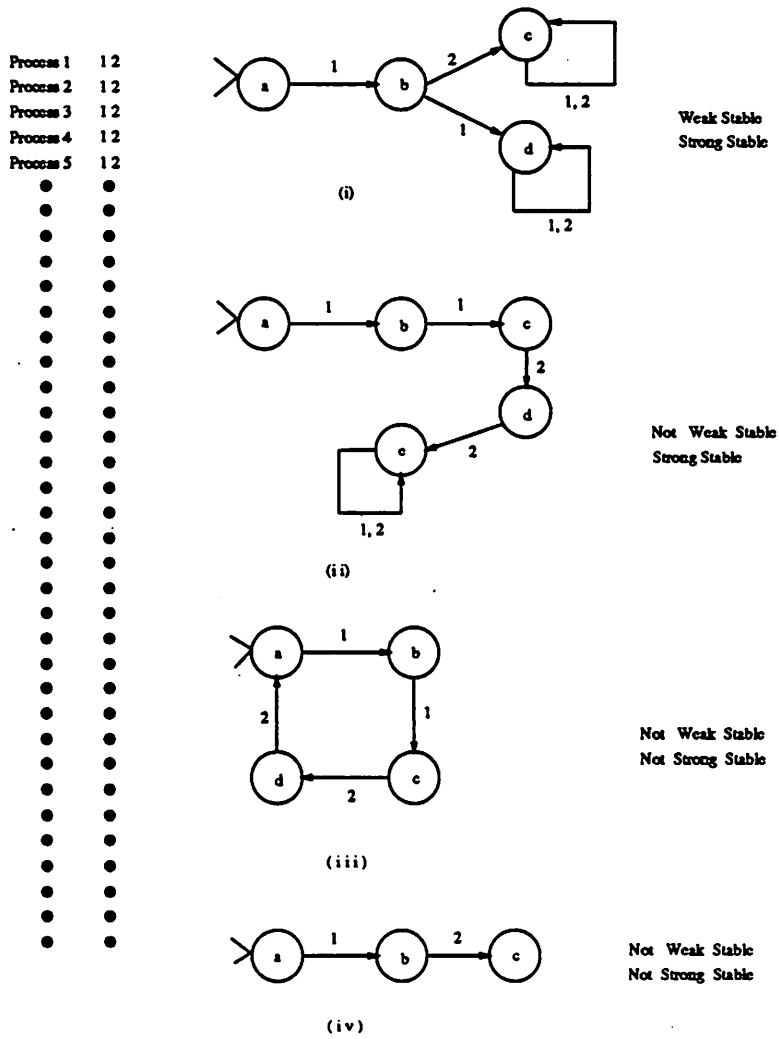 Process 1 1 2
Process 2 1 2
Process 3 1 2
Process 4 1 2
Process 5 1 2
a
1
b
2
c
1, 2
1
d
1, 2
(i)
Weak Stable
Strong Stable
a
1
b
1
c
2
d
2
e
1, 2
(ii)
Not Weak Stable
Strong Stable
a
1
b
1
c
2
d
2
(iii)
Not Weak Stable
Not Strong Stable
a
1
b
2
c
(iv)
Not Weak Stable
Not Strong Stable